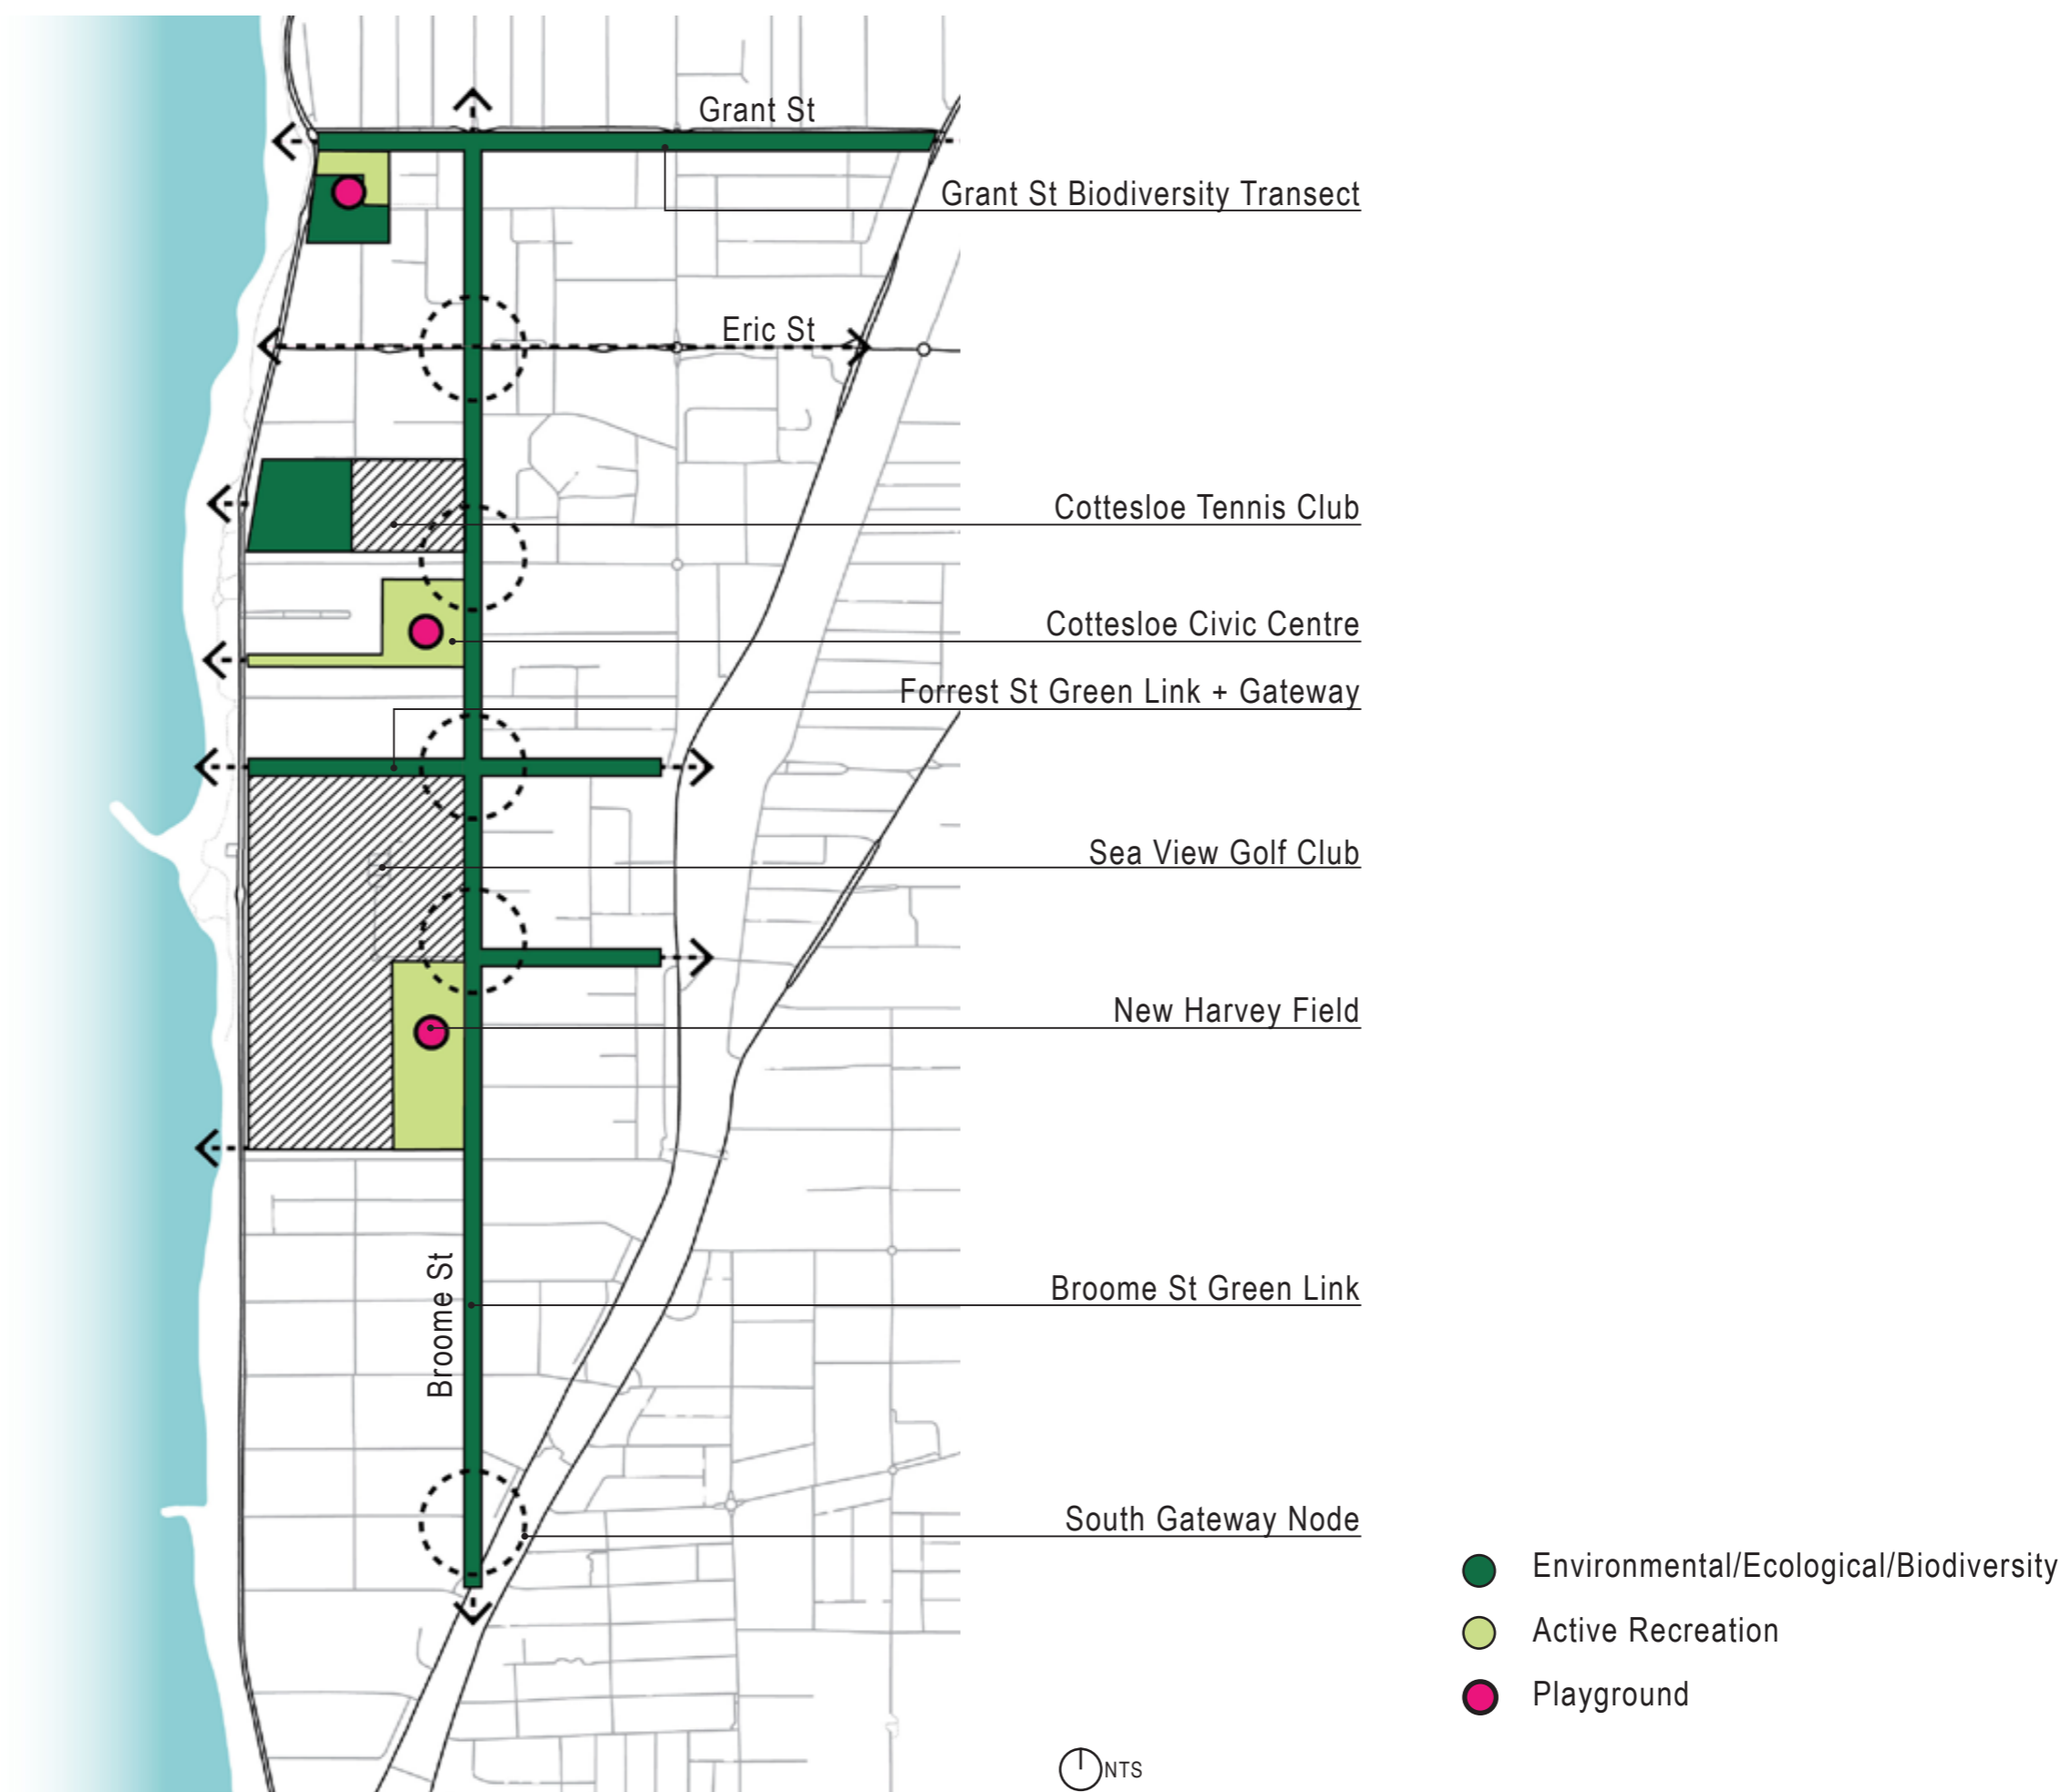 Grant St
Grant St Biodiversity Transect
Eric St
Cottesloe Tennis Club
Cottesloe Civic Centre
Forrest St Green Link + Gateway
Sea View Golf Club
New Harvey Field
Broome St
Broome St Green Link
South Gateway Node
Environmental/Ecological/Biodiversity
Active Recreation
Playground
NTS